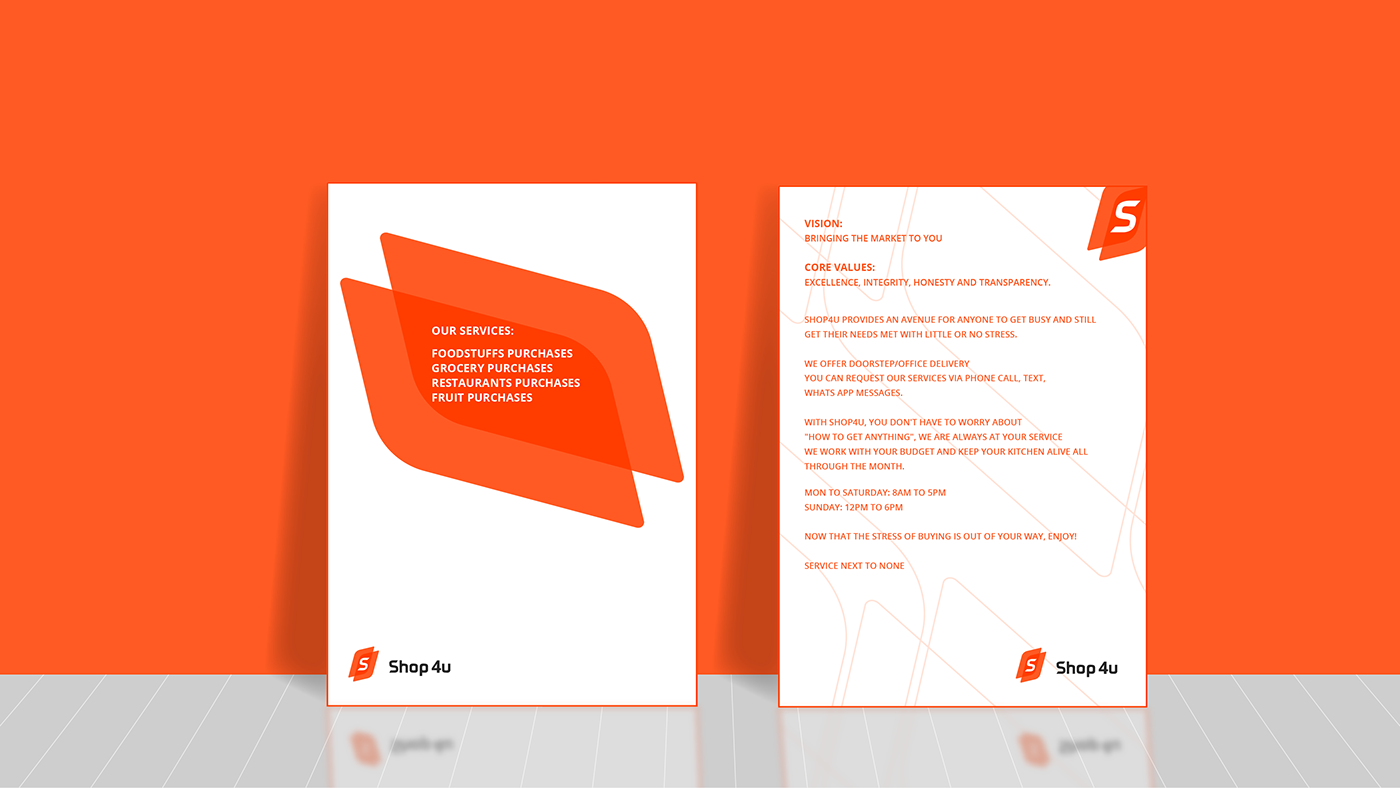 OUR SERVICES:
FOODSTUFFS PURCHASES
GROCERY PURCHASES
RESTAURANTS PURCHASES
FRUIT PURCHASES
S
Shop 4u
S
VISION:
BRINGING THE MARKET TO YOU
CORE VALUES:
EXCELLENCE, INTEGRITY, HONESTY AND TRANSPARENCY.
SHOP4U PROVIDES AN AVENUE FOR ANYONE TO GET BUSY AND STILL
GET THEIR NEEDS MET WITH LITTLE OR NO STRESS.
WE OFFER DOORSTEP/OFFICE DELIVERY
YOU CAN REQUEST OUR SERVICES VIA PHONE CALL, TEXT,
WHATS APP MESSAGES.
WITH SHOP4U, YOU DON'T HAVE TO WORRY ABOUT
"HOW TO GET ANYTHING", WE ARE ALWAYS AT YOUR SERVICE
WE WORK WITH YOUR BUDGET AND KEEP YOUR KITCHEN ALIVE ALL
THROUGH THE MONTH.
MON TO SATURDAY: 8AM TO 5PM
SUNDAY: 12PM TO 6PM
NOW THAT THE STRESS OF BUYING IS OUT OF YOUR WAY, ENJOY!
SERVICE NEXT TO NONE
S
Shop 4u